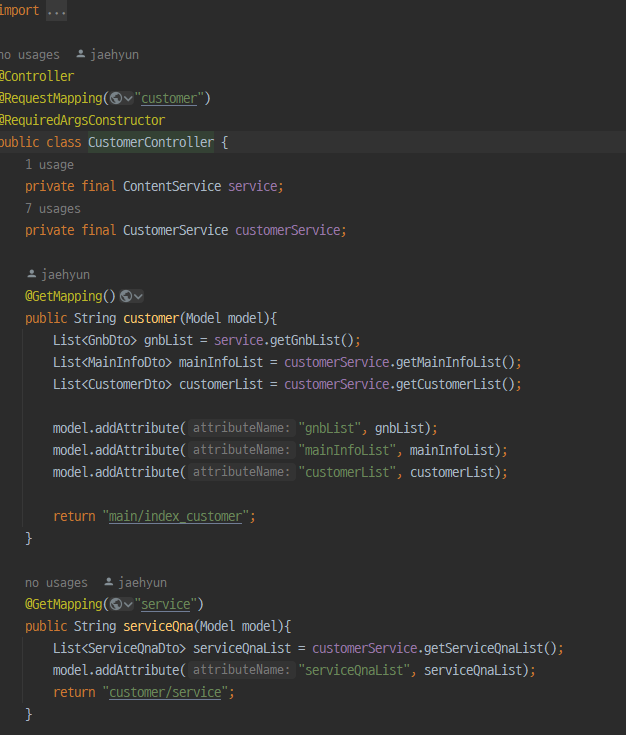 import ...
no usages jaehyun
@Controller
@RequestMapping("customer")
@RequiredArgsConstructor
public class CustomerController {
1 usage
private final ContentService service;
7 usages
private final CustomerService customerService;
jaehyun
@GetMapping()
public String customer(Model model){
List<GnbDto> gnbList = service.getGnbList();
List<MainInfoDto> mainInfoList = customerService.getMainInfoList();
List<CustomerDto> customerList = customerService.getCustomerList();
model.addAttribute( attributeName: "gnbList", gnbList);
model.addAttribute( attributeName: "mainInfoList", mainInfoList);
model.addAttribute( attributeName: "customerList", customerList);
return "main/index_customer";
}
no usages jaehyun
@GetMapping("service")
public String serviceQna(Model model){
List<ServiceQnaDto> serviceQnaList = customerService.getServiceQnaList();
model.addAttribute( attributeName: "serviceQnaList", serviceQnaList);
return "customer/service";
}